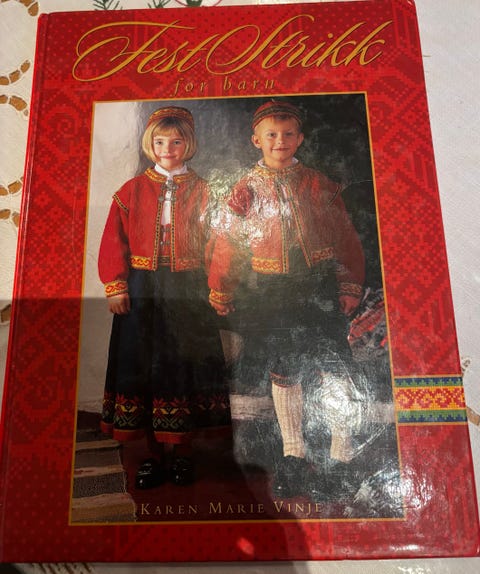 Fest Strikk
for barn
KAREN MARIE VINJE